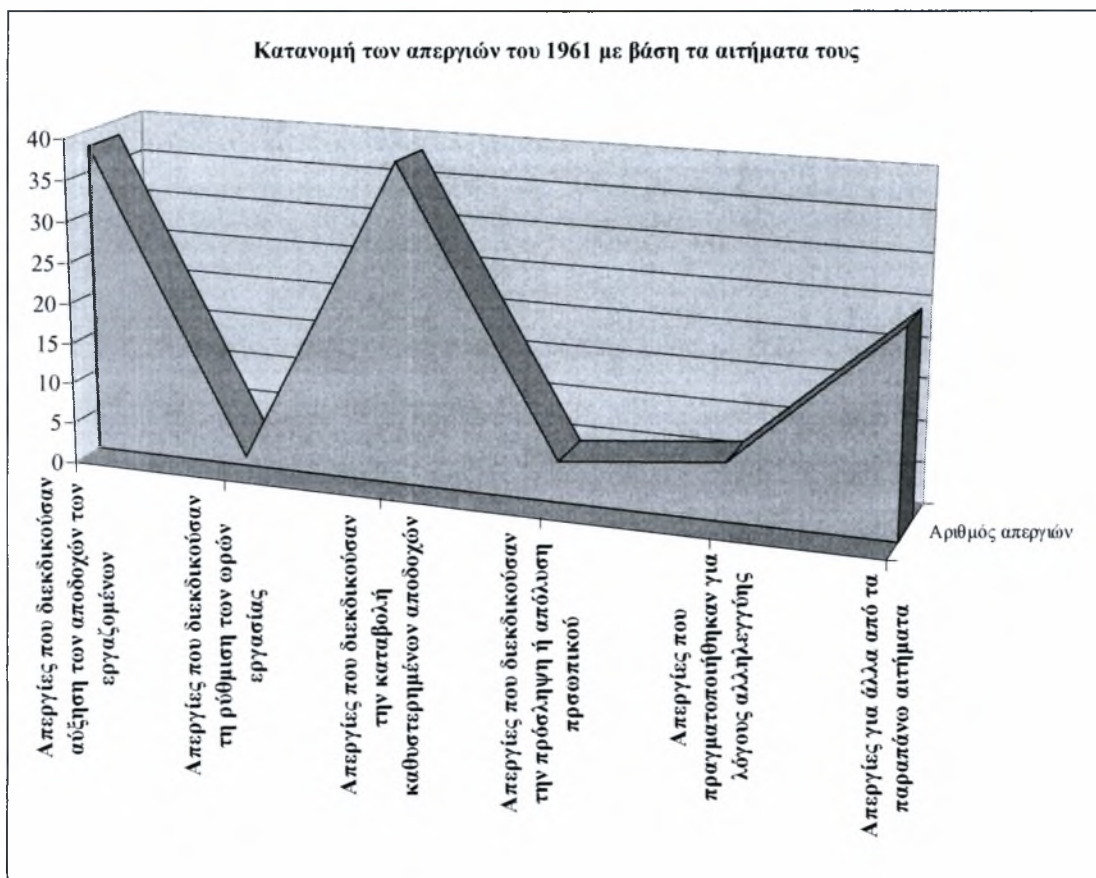 Κατανομή των απεργιών του 1961 με βάση τα αιτήματα τους
40
35
30
25
20
15
10
5
0
Απεργίες που διεκδικούσαν
αύξηση των αποδοχών των
εργαζομένων
Απεργίες που διεκδικούσαν
τη ρύθμιση των ωρών
εργασίας
Απεργίες που διεκδικούσαν
την καταβολή
καθυστερημένων αποδοχών
Απεργίες που διεκδικούσαν
την πρόσληψη ή απόλυση
πρσωπικού
Απεργίες που
πραγματοποιήθηκαν για
λόγους αλληλεγγύης
Απεργίες για άλλα από τα
παραπάνω αιτήματα
Αριθμός απεργιών